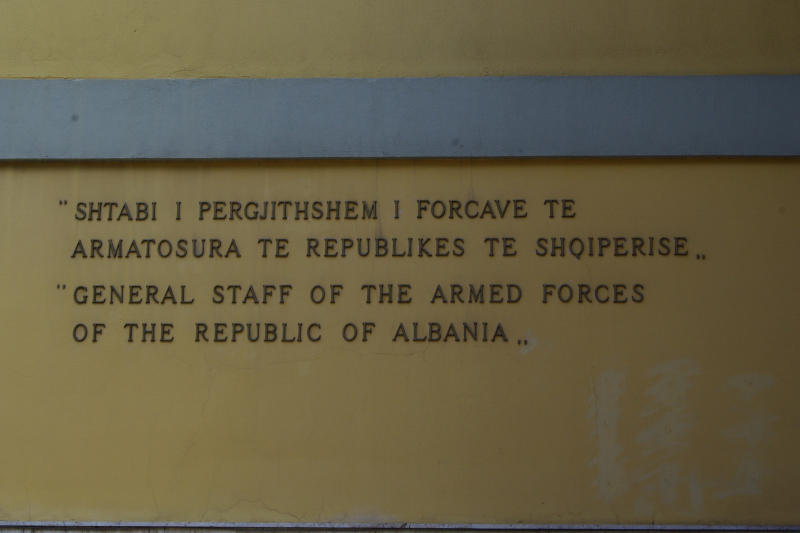 "SHTABI I PERGJITHSHEM I FORCAVE TE
ARMATOSURA TE REPUBLIKES TE SHQIPERISE„
"GENERAL STAFF OF THE ARMED FORCES
OF THE REPUBLIC OF ALBANIA„